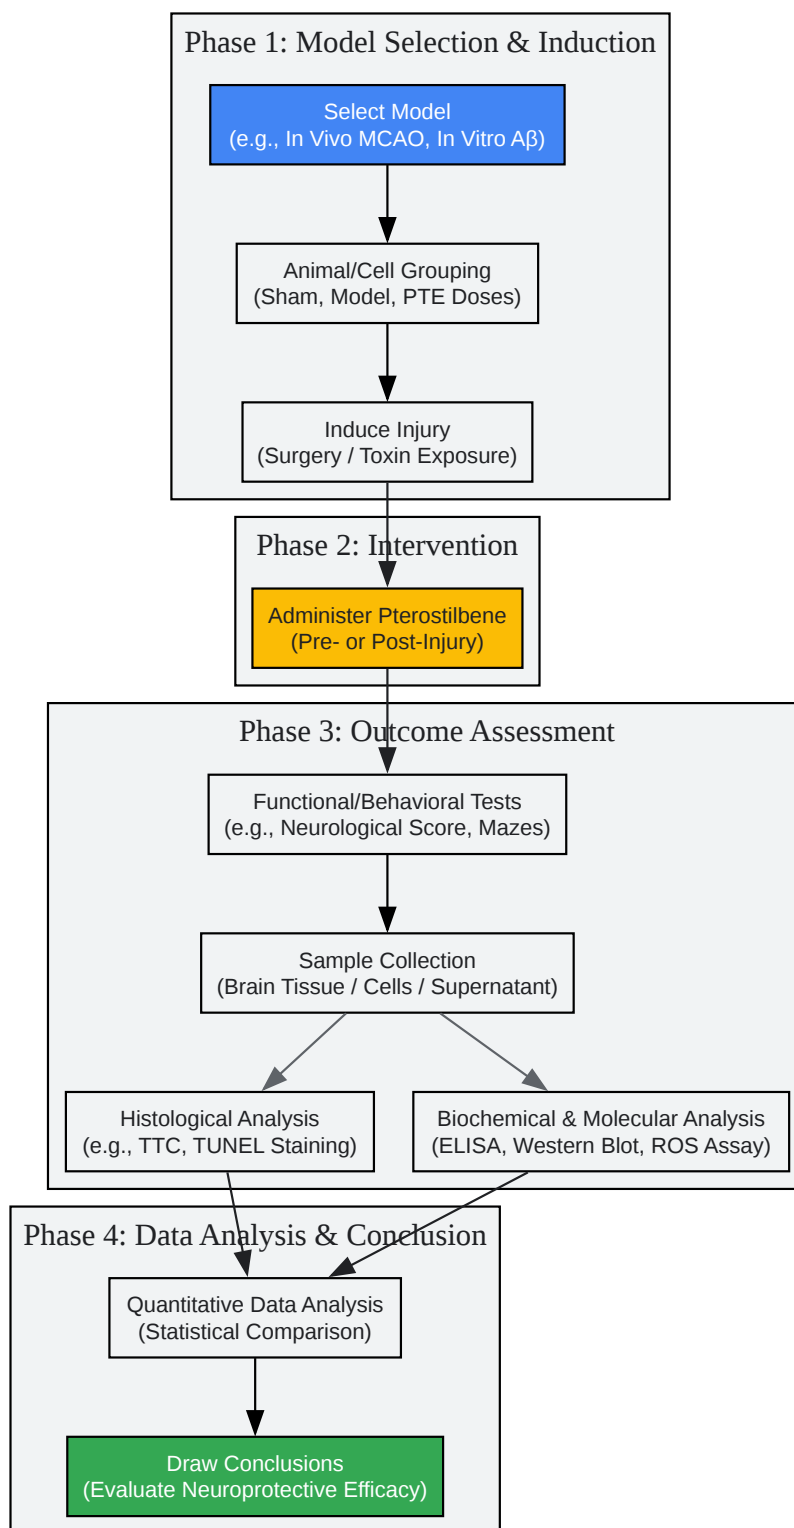 Phase 1: Model Selection & Induction
Select Model
(e.g., In Vivo MCAO, In Vitro Aβ)
Animal/Cell Grouping
(Sham, Model, PTE Doses)
Induce Injury
(Surgery / Toxin Exposure)
Phase 2: Intervention
Administer Pterostilbene
(Pre- or Post-Injury)
Phase 3: Outcome Assessment
Functional/Behavioral Tests
(e.g., Neurological Score, Mazes)
Sample Collection
(Brain Tissue / Cells / Supernatant)
Histological Analysis
(e.g., TTC, TUNEL Staining)
Biochemical & Molecular Analysis
(ELISA, Western Blot, ROS Assay)
Phase 4: Data Analysis & Conclusion
Quantitative Data Analysis
(Statistical Comparison)
Draw Conclusions
(Evaluate Neuroprotective Efficacy)